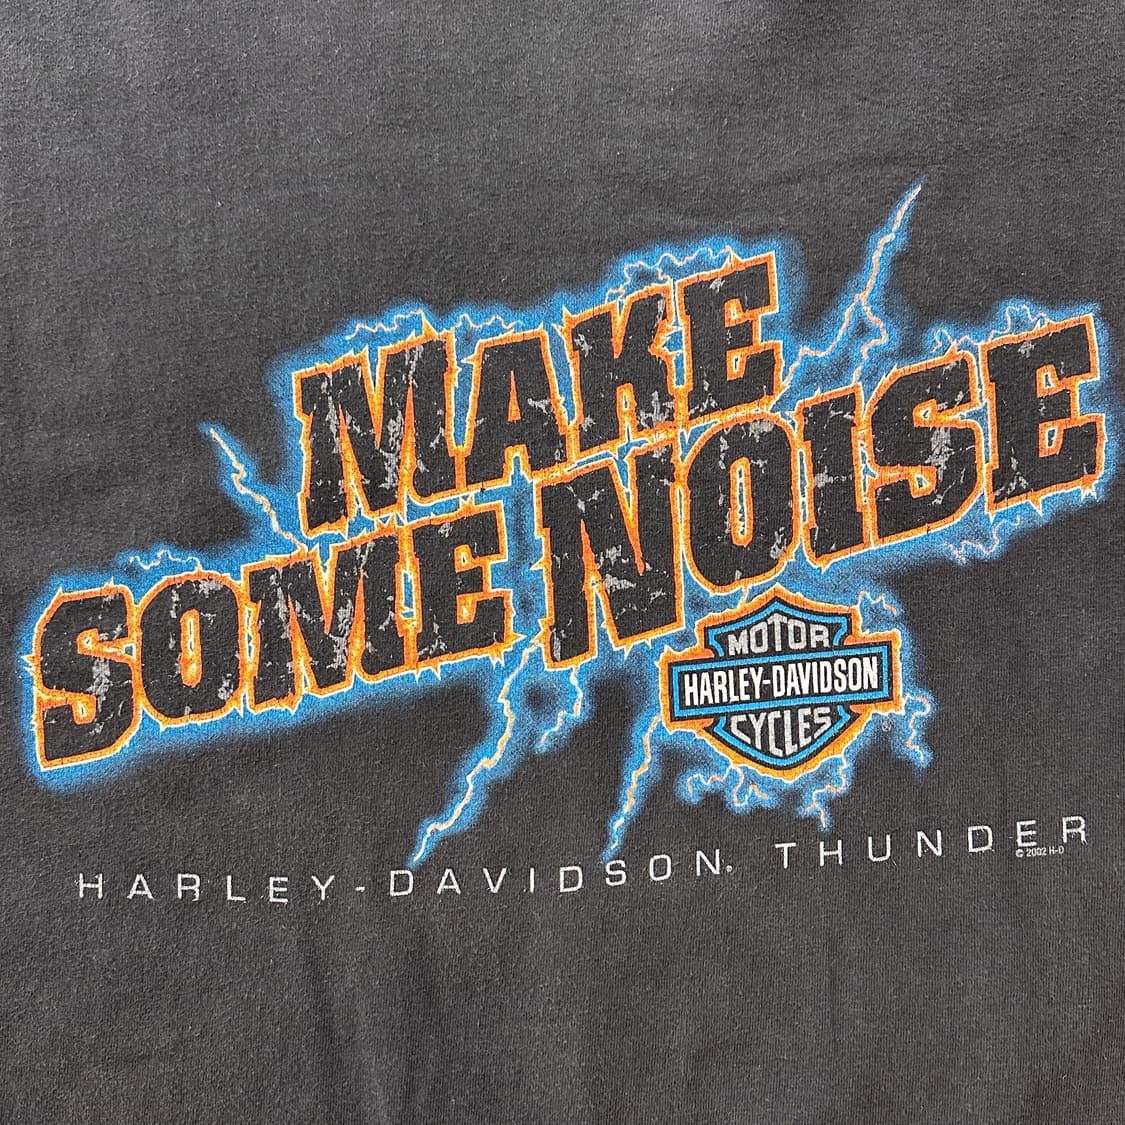 MAKE
SOME NOISE
MOTOR
HARLEY-DAVIDSON
CYCLES
®
HARLEY-DAVIDSON® THUNDER
© 2002 H-D